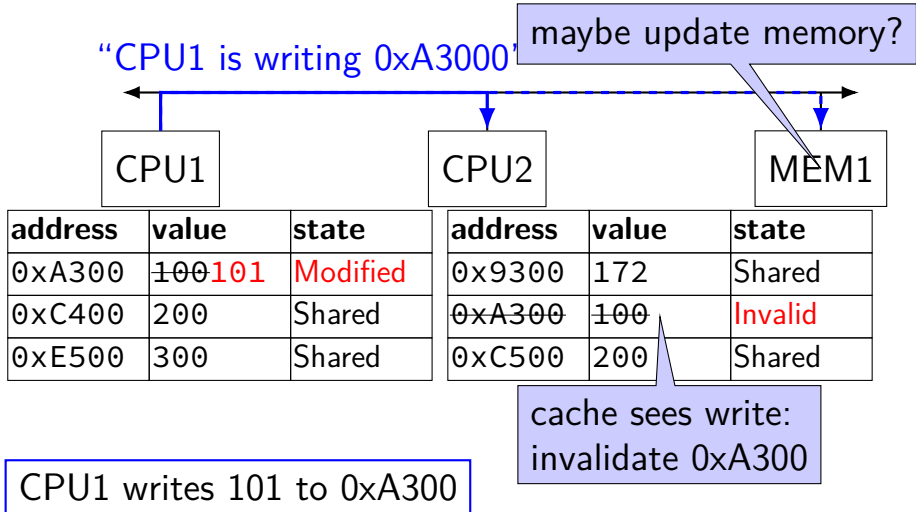 maybe update memory?
“CPU1 is writing 0xA3000”
CPU1 CPU2 MEM1
address value state address value state
0xA300 100101 Modified 0x9300 172 Shared
0xC400 200 Shared 0xA300 100 Invalid
0xE500 300 Shared 0xC500 200 Shared
cache sees write:
invalidate 0xA300
CPU1 writes 101 to 0xA300